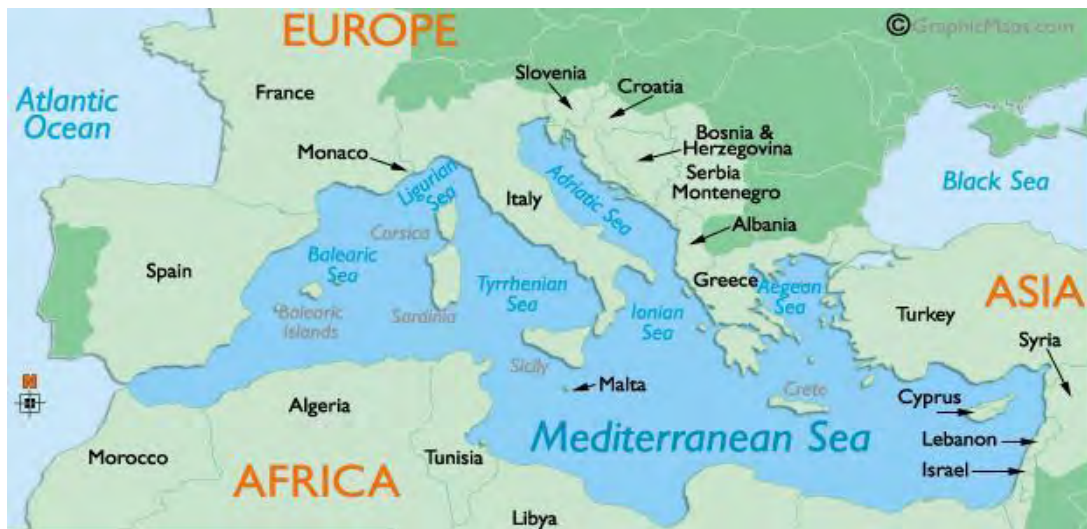 EUROPE
© GraphicMaps.com
Atlantic
Ocean
France
Slovenia
Croatia
Monaco
Ligurian
Sea
Bosnia &
Herzegovina
Serbia
Montenegro
Adriatic Sea
Italy
Black Sea
Albania
Corsica
Spain
Balearic
Sea
Balearic
Islands
Sardinia
Tyrrhenian
Sea
Ionian
Sea
Greece
Aegean
Sea
ASIA
Turkey
Syria
Sicily
Malta
Crete
Cyprus
N
Algeria
Mediterranean Sea
Lebanon
Israel
Morocco
Tunisia
AFRICA
Libya